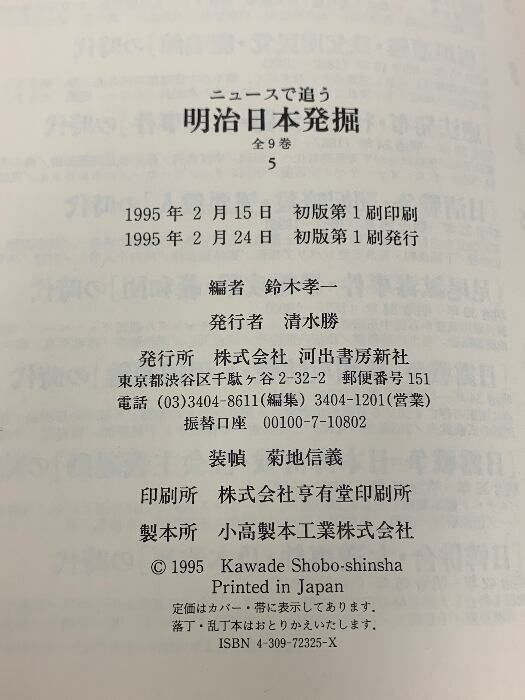 ニュースで追う
明治日本発掘
全9巻
5
1995年2月15日 初版第1刷印刷
1995年2月24日 初版第1刷発行
編者 鈴木孝一
発行者 清水勝
発行所 株式会社 河出書房新社
東京都渋谷区千駄ヶ谷2-32-2 郵便番号151
電話 (03)3404-8611(編集) 3404-1201(営業)
振替口座 00100-7-10802
装幀 菊地信義
印刷所 株式会社亨有堂印刷所
製本所 小高製本工業株式会社
© 1995 Kawade Shobo-shinsha
Printed in Japan
定価はカバー・帯に表示してあります。
落丁・乱丁本はおとりかえいたします。
ISBN 4-309-72325-X